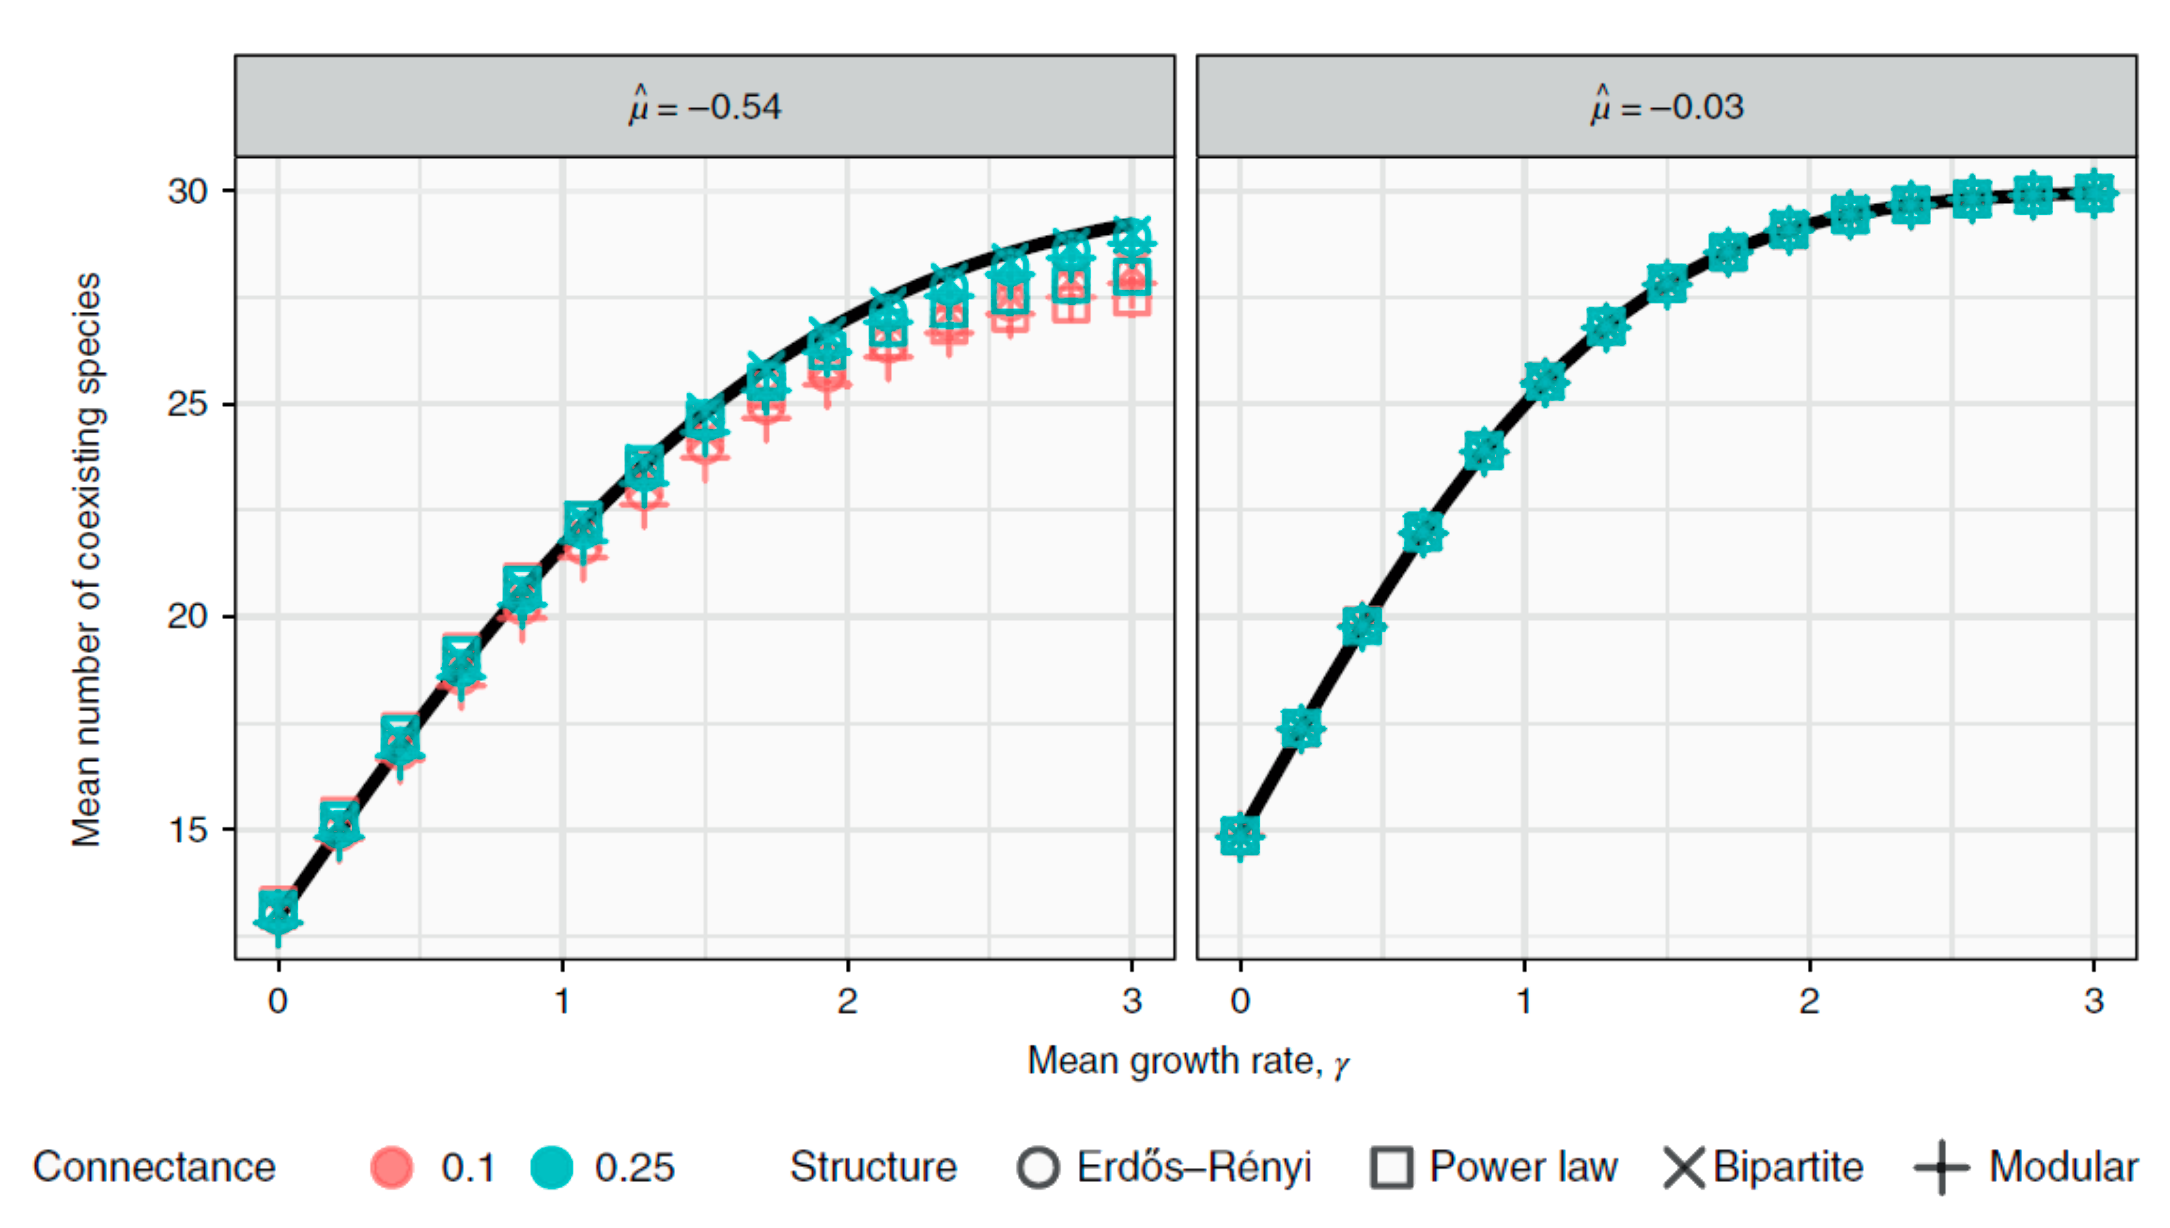 μ̂ = −0.54
μ̂ = −0.03
Mean number of coexisting species
30
25
20
15
0 1 2 3
0 1 2 3
Mean growth rate, γ
Connectance 0.1 0.25 Structure Erdős–Rényi Power law Bipartite Modular